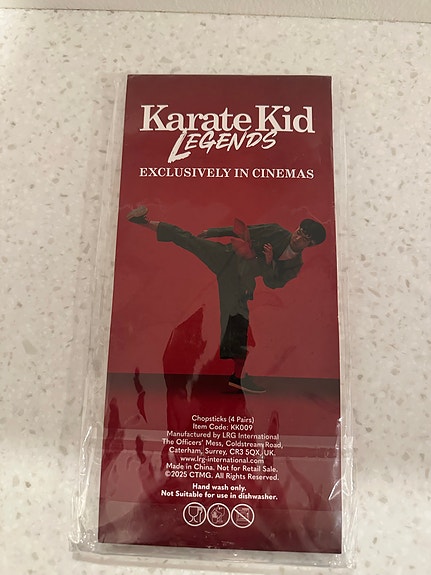 Karate Kid
LEGENDS
EXCLUSIVELY IN CINEMAS
Chopsticks (4 Pairs)
Item Code: KK009
Manufactured by LRG International
The Officers' Mess, Coldstream Road,
Caterham, Surrey, CR3 5QX, UK.
www.lrg-international.com
Made in China. Not for Retail Sale.
©2025 CTMG. All Rights Reserved.
Hand wash only.
Not Suitable for use in dishwasher.